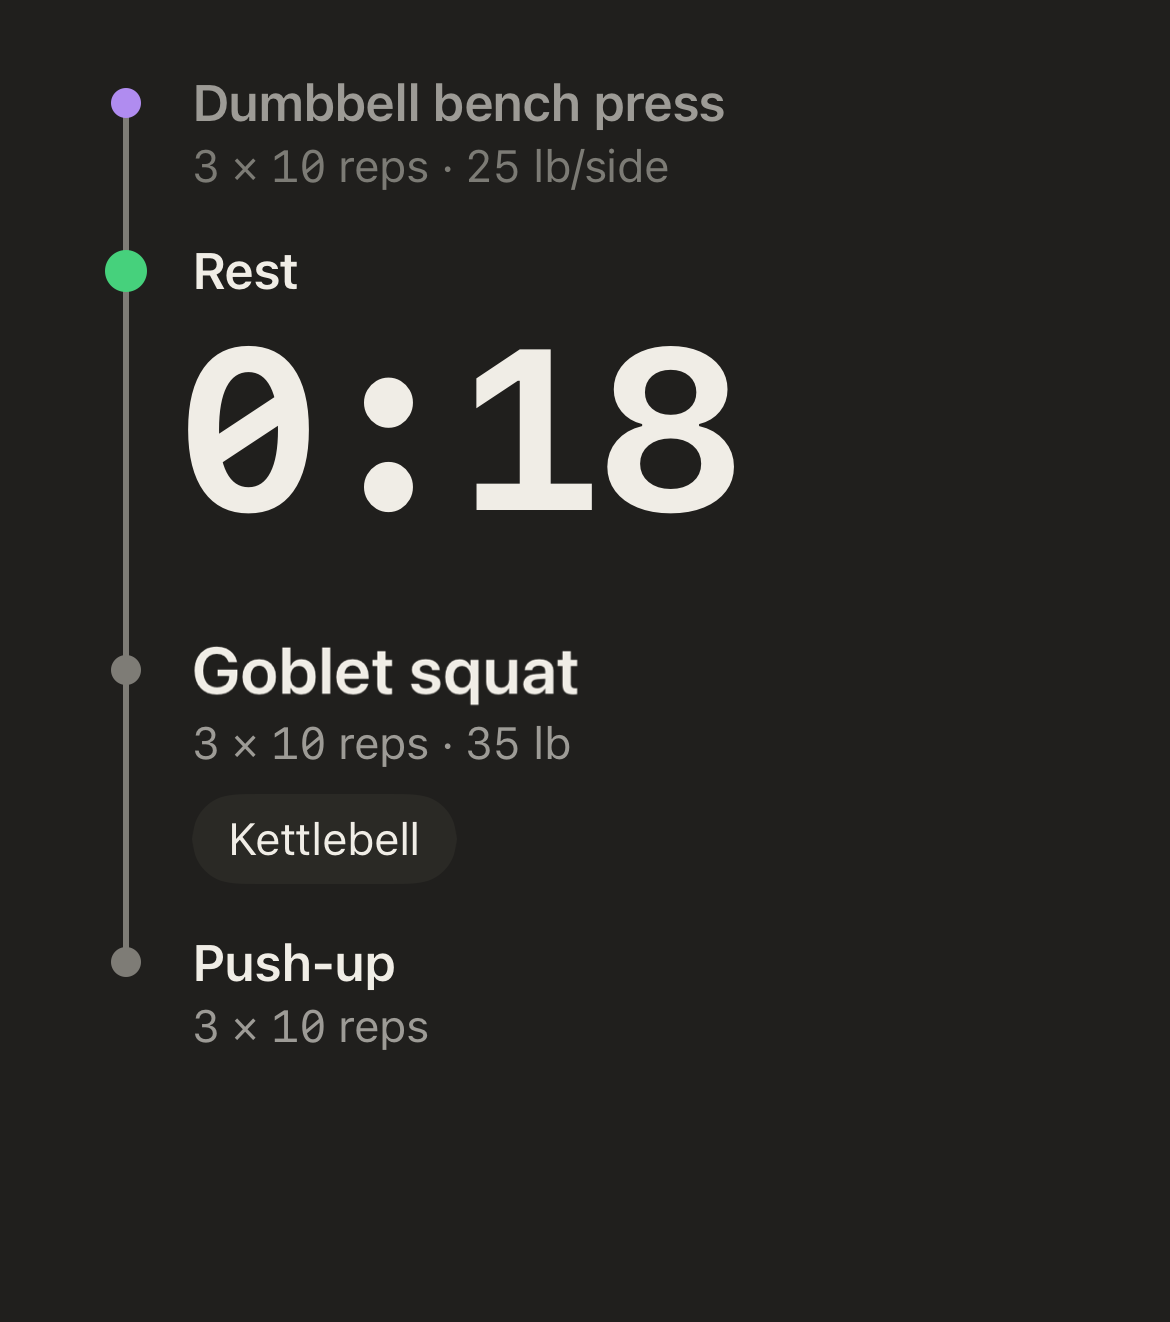 Dumbbell bench press
3 × 10 reps · 25 lb/side
Rest
0:18
Goblet squat
3 × 10 reps · 35 lb
Kettlebell
Push-up
3 × 10 reps